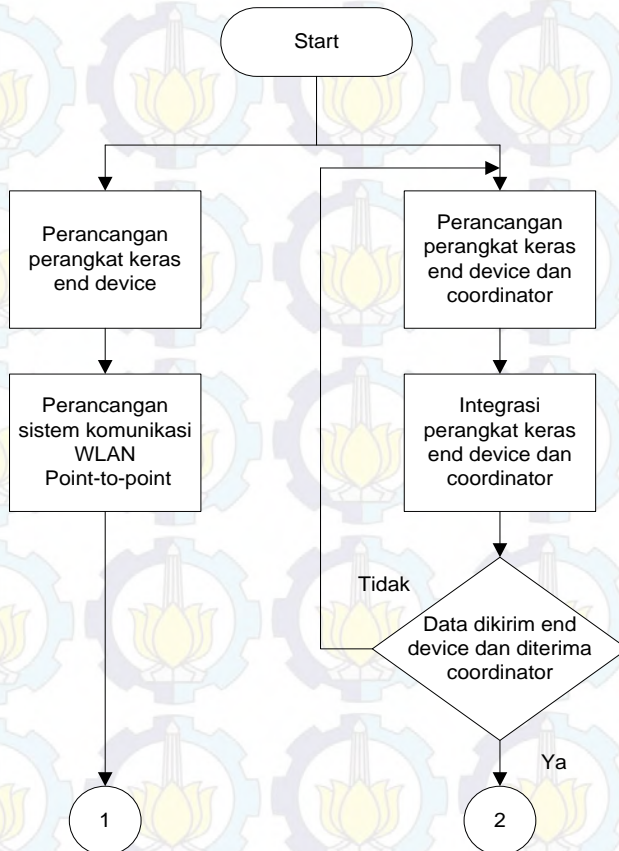 Start
Perancangan
perangkat keras
end device
Perancangan
sistem komunikasi
WLAN
Point-to-point
1
Perancangan
perangkat keras
end device dan
coordinator
Integrasi
perangkat keras
end device dan
coordinator
Tidak
Data dikirim end
device dan diterima
coordinator
Ya
2